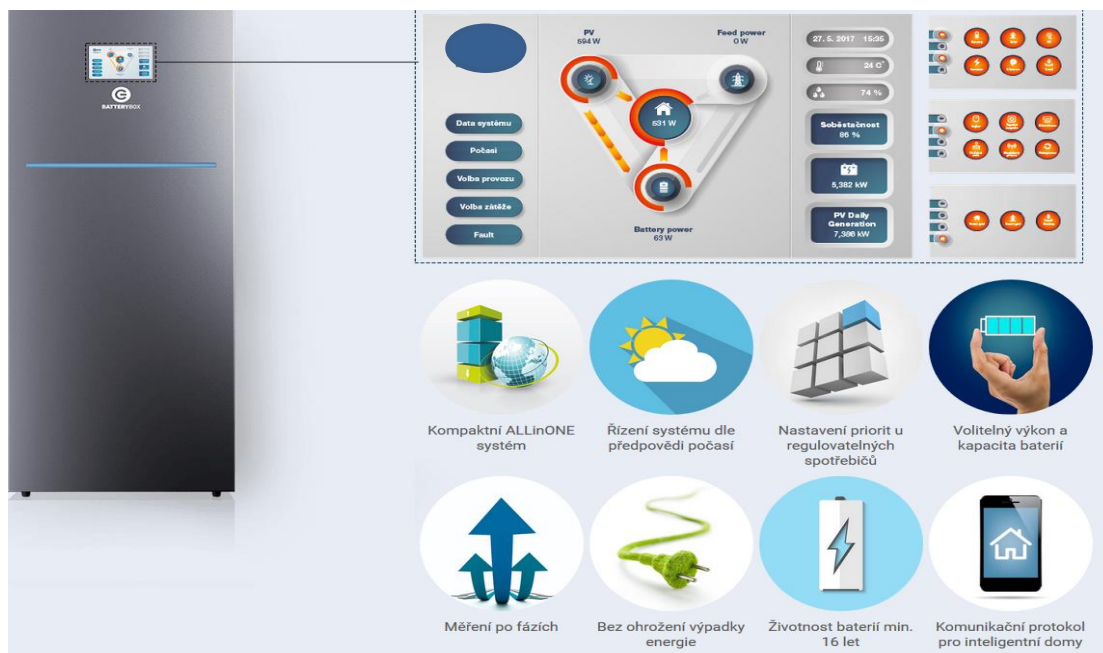 BATTERYBOX
PV
594 W
Feed power
0 W
631 W
Battery power
63 W
Data systému
Počasí
Volba provozu
Volba zátěže
Fault
27. 5. 2017 15:35
24 C°
74 %
Soběstačnost
86 %
5,382 kW
PV Daily
Generation
7,386 kW
Kompaktní ALLinONE
systém
Řízení systému dle
předpovědi počasí
Nastavení priorit u
regulovatelných
spotřebičů
Volitelný výkon a
kapacita baterií
Měření po fázích
Bez ohrožení výpadky
energie
Životnost baterií min.
16 let
Komunikační protokol
pro inteligentní domy